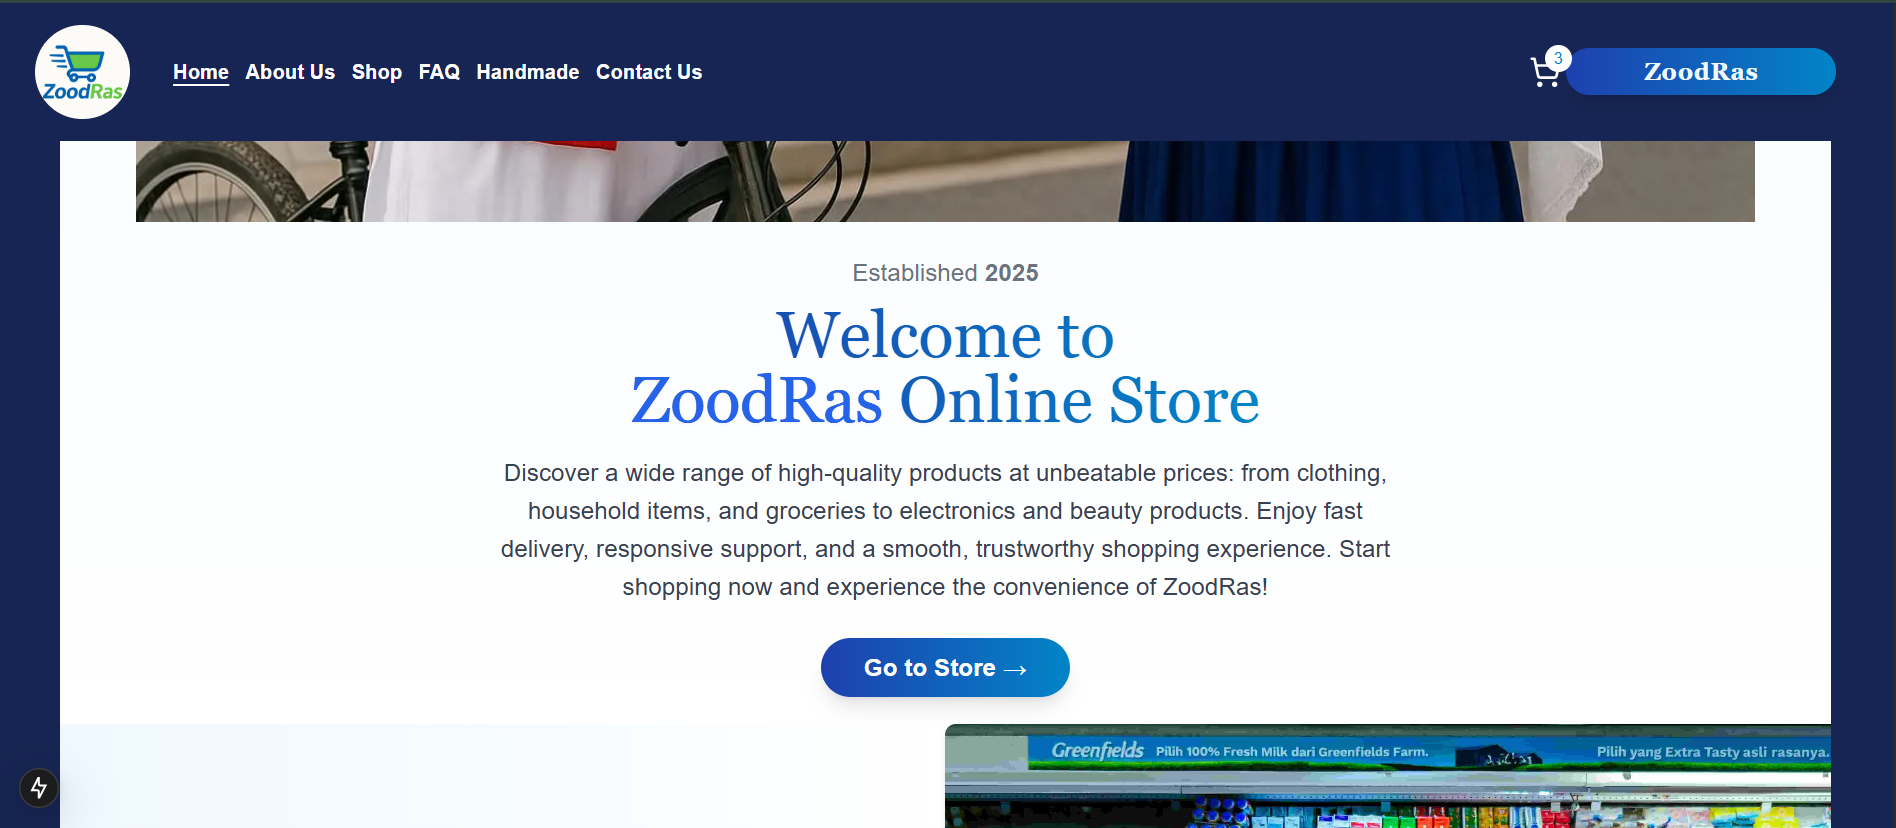 ZoodRas
Home About Us Shop FAQ Handmade Contact Us
3
ZoodRas
Established 2025
Welcome to
ZoodRas Online Store
Discover a wide range of high-quality products at unbeatable prices: from clothing,
household items, and groceries to electronics and beauty products. Enjoy fast
delivery, responsive support, and a smooth, trustworthy shopping experience. Start
shopping now and experience the convenience of ZoodRas!
Go to Store →
Greenfields Pilih 100% Fresh Milk dari Greenfields Farm. Pilih yang Extra Tasty asli rasanya.